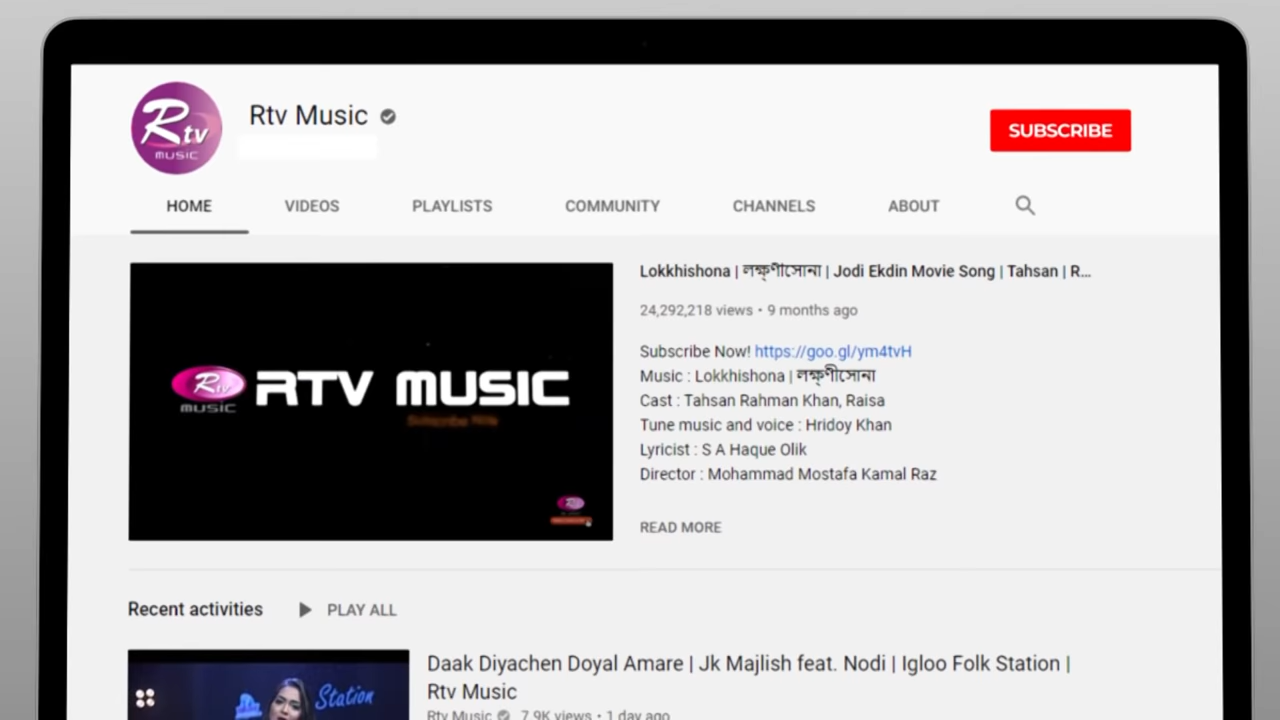 Rtv
MUSIC
Rtv Music
SUBSCRIBE
HOME
VIDEOS
PLAYLISTS
COMMUNITY
CHANNELS
ABOUT
Rtv
MUSIC
RTV MUSIC
Lokkhishona | লক্ষ্ণীসোনা | Jodi Ekdin Movie Song | Tahsan | R...
24,292,218 views • 9 months ago
Subscribe Now! https://goo.gl/ym4tvH
Music : Lokkhishona | লক্ষ্ণীসোনা
Cast : Tahsan Rahman Khan, Raisa
Tune music and voice : Hridoy Khan
Lyricist : S A Haque Olik
Director : Mohammad Mostafa Kamal Raz
READ MORE
Recent activities
PLAY ALL
Station
Daak Diyachen Doyal Amare | Jk Majlish feat. Nodi | Igloo Folk Station |
Rtv Music
Rtv Music 7.9K views • 1 day ago